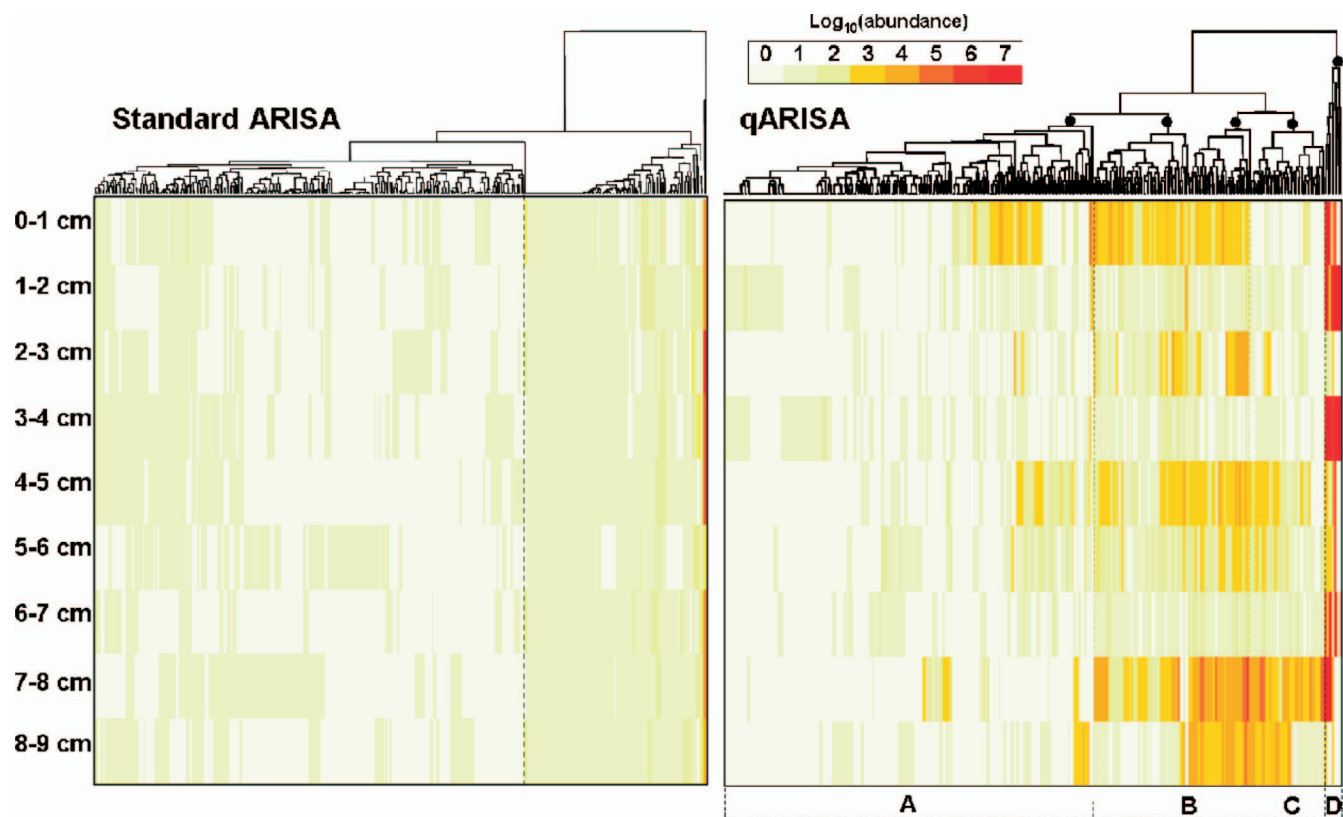 Log10(abundance)
0 1 2 3 4 5 6 7
Standard ARISA
qARISA
0-1 cm
1-2 cm
2-3 cm
3-4 cm
4-5 cm
5-6 cm
6-7 cm
7-8 cm
8-9 cm
A B C D